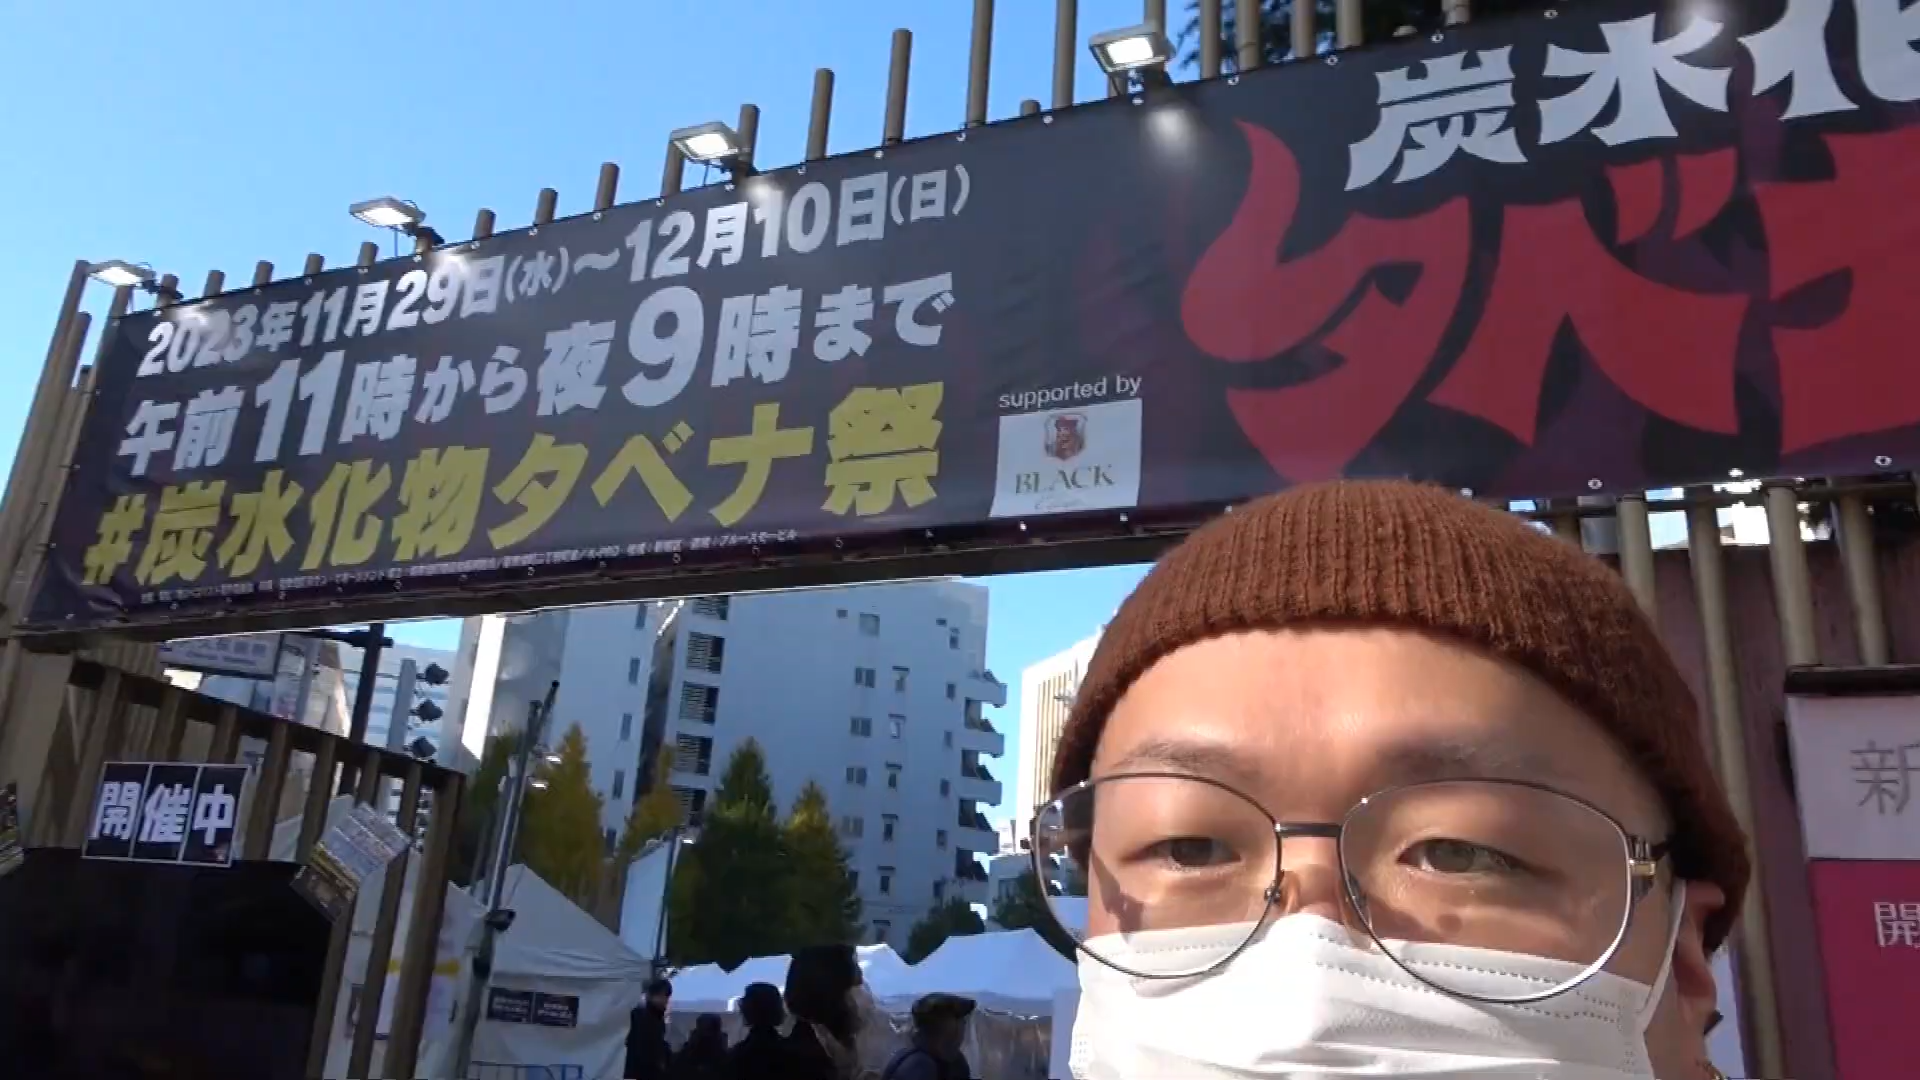 2023年11月29日(水)～12月10日(日)
午前11時から夜9時まで
#炭水化物タベナ祭
supported by
BLACK
炭水化
タベナ
開催中
新
開